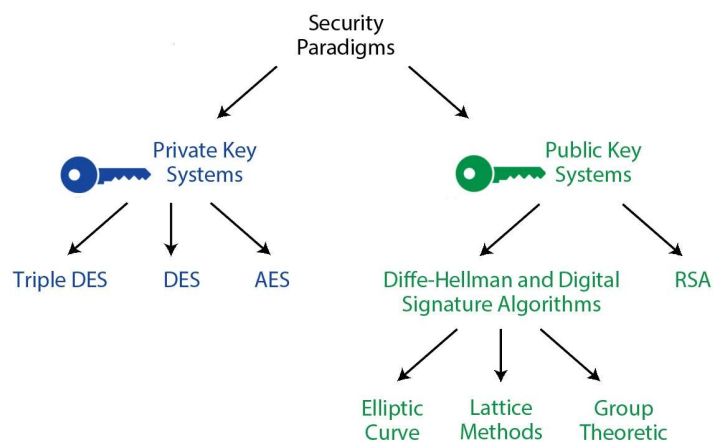 Security
Paradigms
Private Key
Systems
Public Key
Systems
Triple DES
DES
AES
Diffe-Hellman and Digital
Signature Algorithms
RSA
Elliptic
Curve
Lattice
Methods
Group
Theoretic